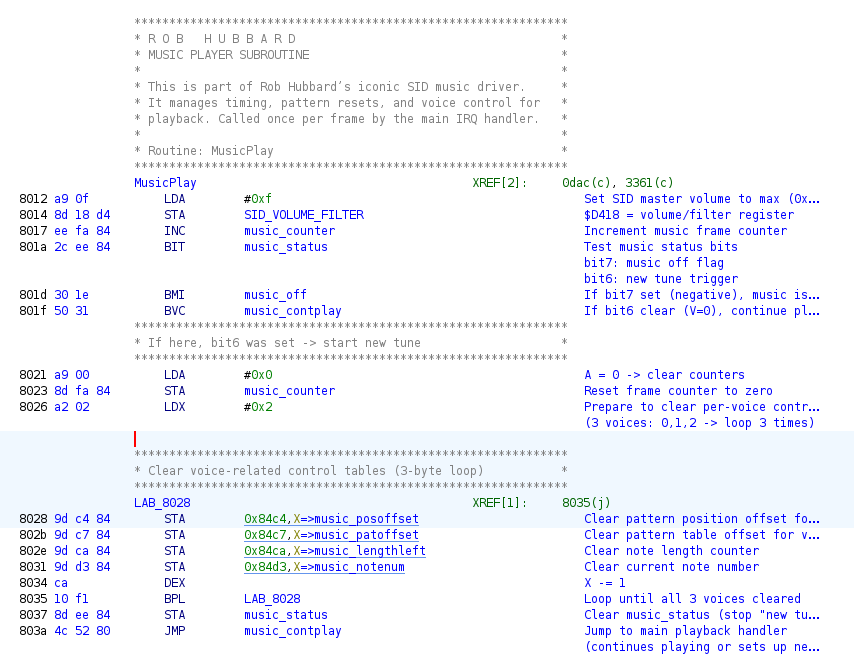 **************************************************************
* R O B   H U B B A R D                                      *
* MUSIC PLAYER SUBROUTINE                                    *
*                                                            *
* This is part of Rob Hubbard's iconic SID music driver.     *
* It manages timing, pattern resets, and voice control for   *
* playback. Called once per frame by the main IRQ handler.   *
*                                                            *
* Routine: MusicPlay                                         *
**************************************************************
MusicPlay XREF[2]: 0dac(c), 3361(c)
8012 a9 0f LDA #0xf Set SID master volume to max (0x...
8014 8d 18 d4 STA SID_VOLUME_FILTER $D418 = volume/filter register
8017 ee fa 84 INC music_counter Increment music frame counter
801a 2c ee 84 BIT music_status Test music status bits
bit7: music off flag
bit6: new tune trigger
801d 30 1e BMI music_off If bit7 set (negative), music is...
801f 50 31 BVC music_contplay If bit6 clear (V=0), continue pl...
**************************************************************
* If here, bit6 was set -> start new tune                    *
**************************************************************
8021 a9 00 LDA #0x0 A = 0 -> clear counters
8023 8d fa 84 STA music_counter Reset frame counter to zero
8026 a2 02 LDX #0x2 Prepare to clear per-voice contr...
(3 voices: 0,1,2 -> loop 3 times)
**************************************************************
* Clear voice-related control tables (3-byte loop)           *
**************************************************************
LAB_8028 XREF[1]: 8035(j)
8028 9d c4 84 STA 0x84c4,X=>music_posoffset Clear pattern position offset fo...
802b 9d c7 84 STA 0x84c7,X=>music_patoffset Clear pattern table offset for v...
802e 9d ca 84 STA 0x84ca,X=>music_lengthleft Clear note length counter
8031 9d d3 84 STA 0x84d3,X=>music_notenum Clear current note number
8034 ca DEX X -= 1
8035 10 f1 BPL LAB_8028 Loop until all 3 voices cleared
8037 8d ee 84 STA music_status Clear music_status (stop "new tu...
803a 4c 52 80 JMP music_contplay Jump to main playback handler
(continues playing or sets up ne...